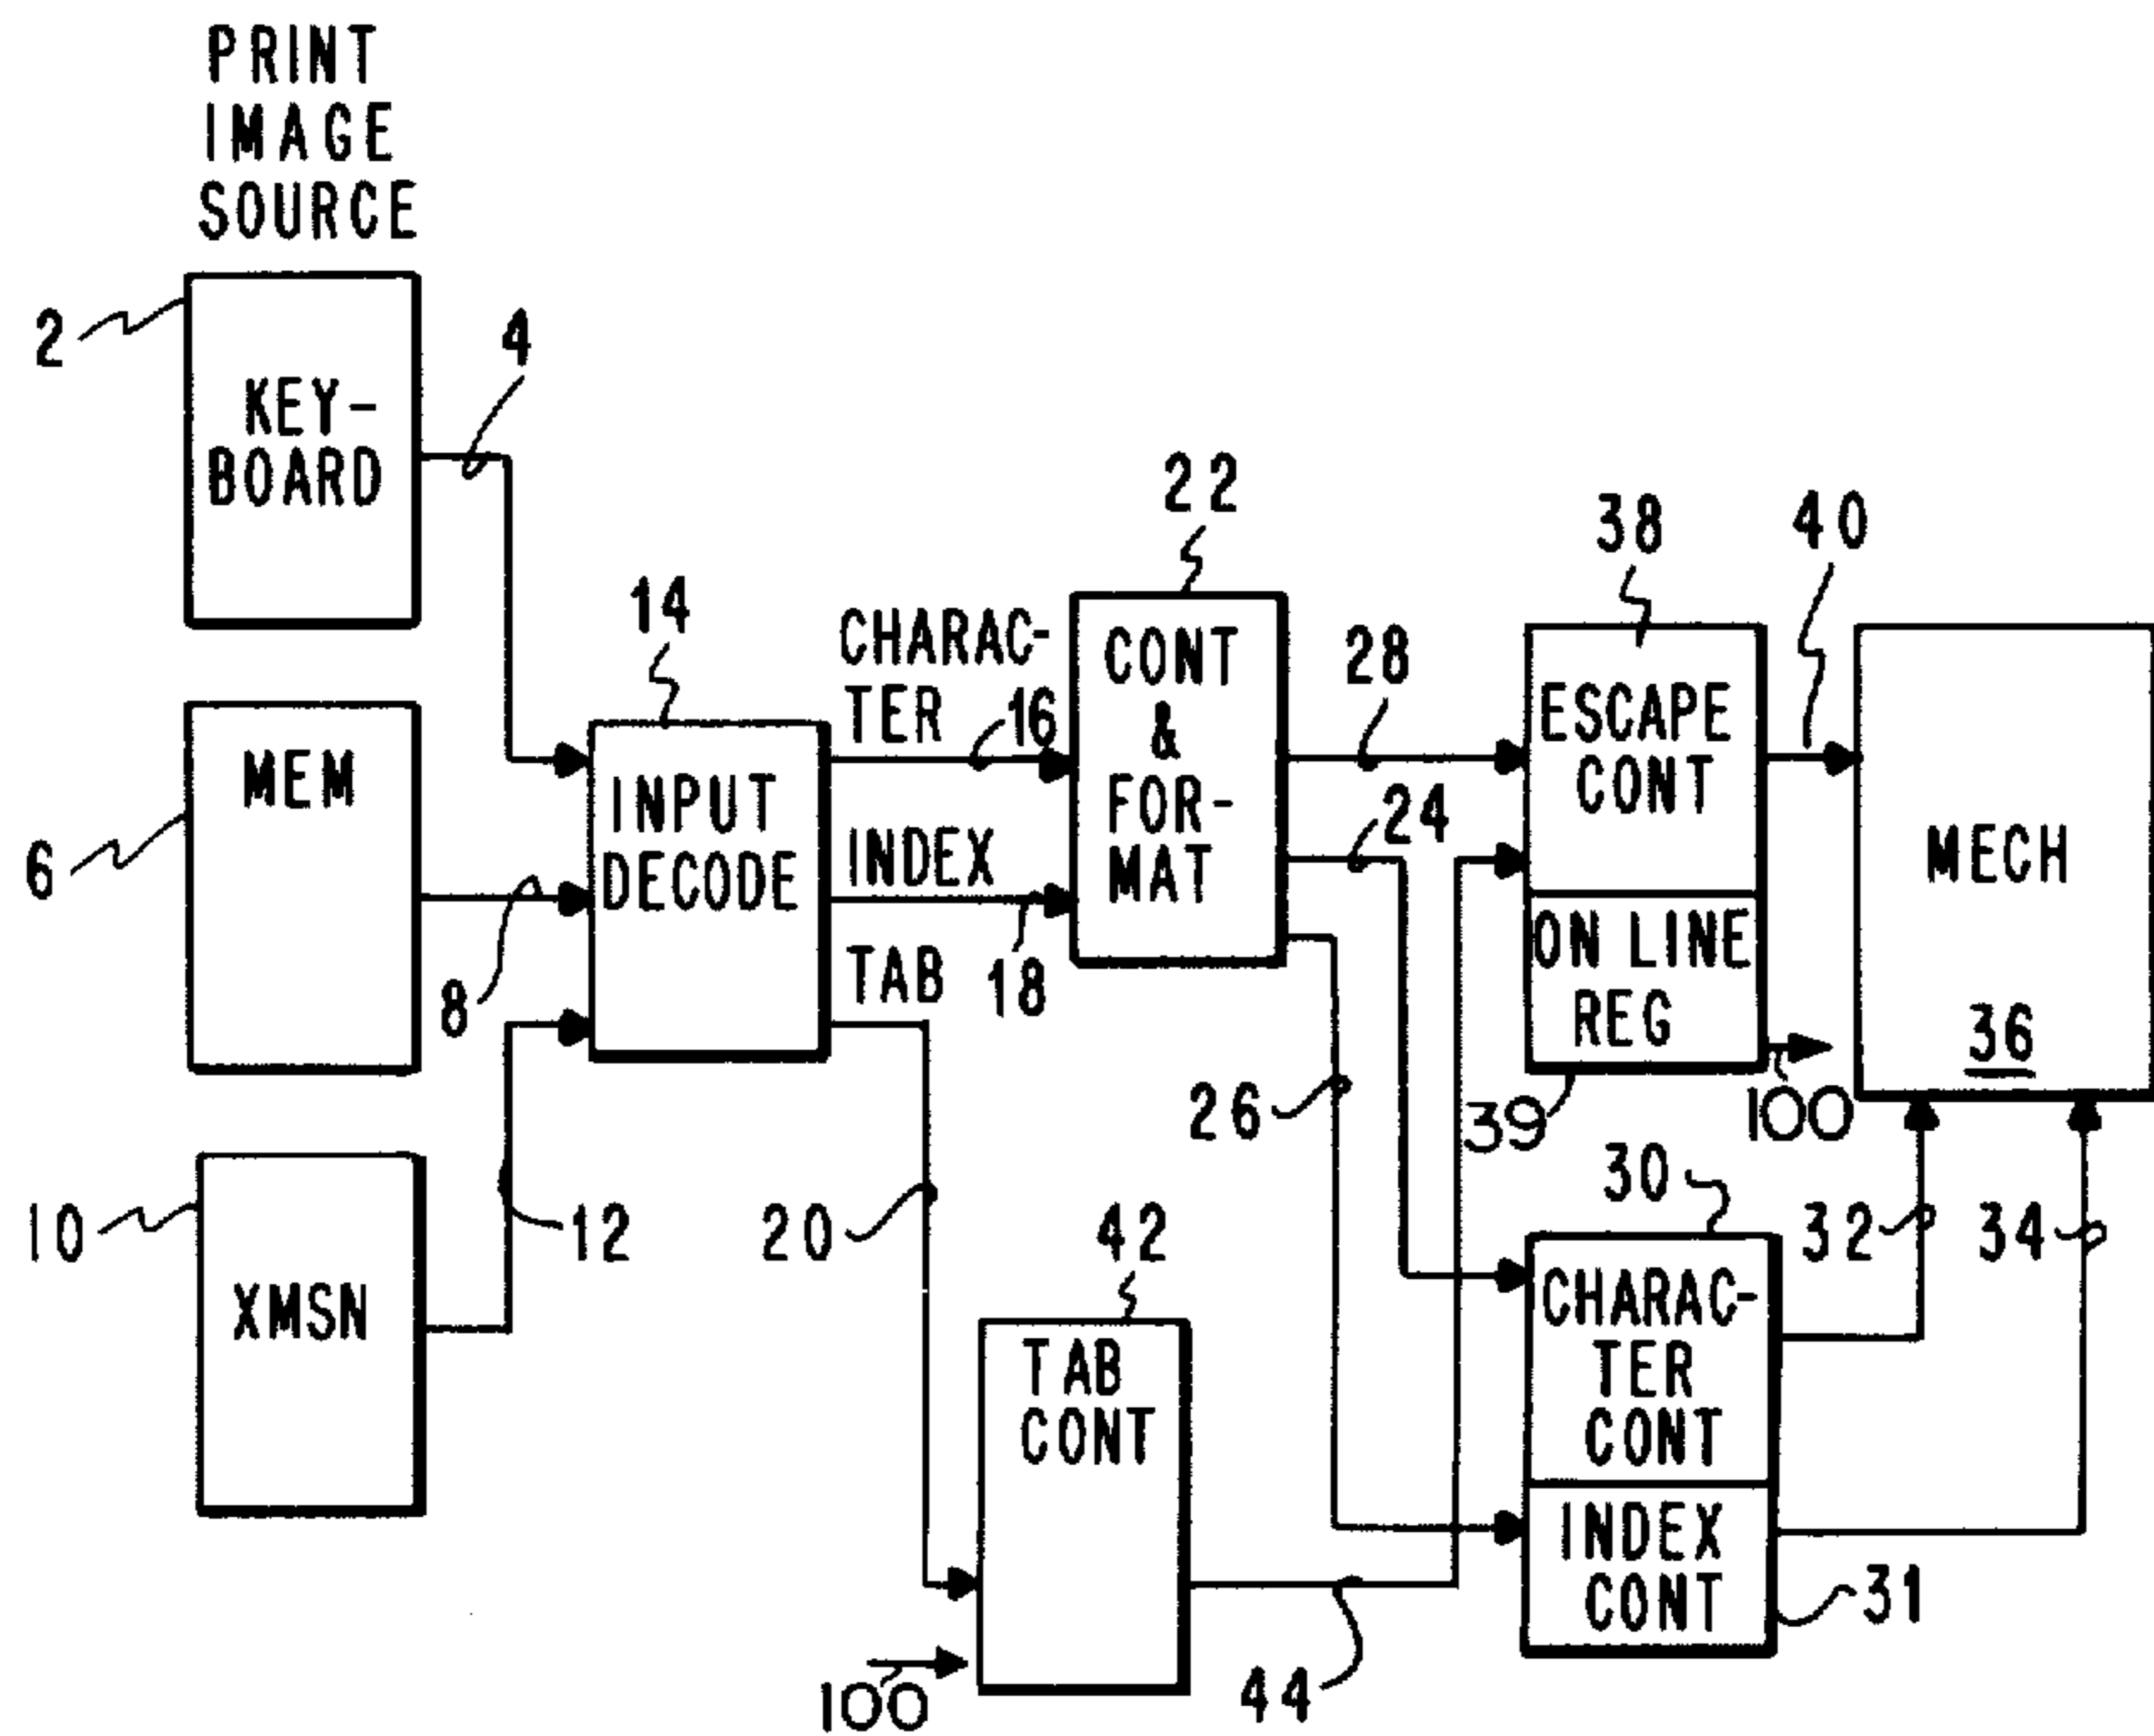 PRINT
IMAGE
SOURCE
2
KEY-
BOARD
4
6
MEM
8
10
XMSN
12
14
INPUT
DECODE
CHARAC-
TER
16
INDEX
18
TAB
20
22
CONT
&
FOR-
MAT
28
24
26
38
ESCAPE
CONT
ON LINE
REG
39
100
40
MECH
36
42
TAB
CONT
100
44
30
CHARAC-
TER
CONT
INDEX
CONT
31
32
34